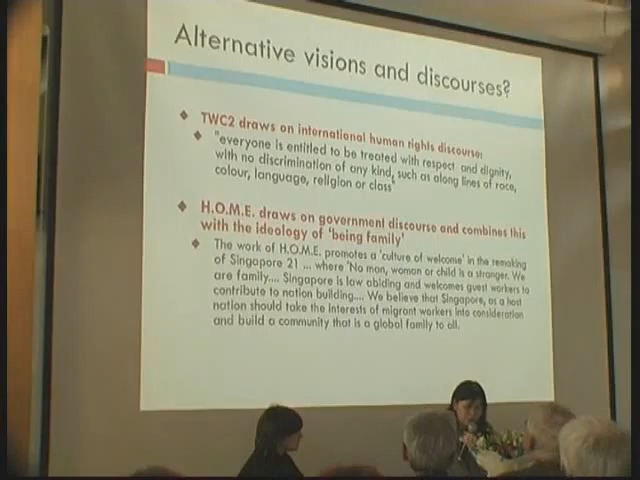 Alternative visions and discourses?
TWC2 draws on international human rights discourse:
"everyone is entitled to be treated with respect and dignity,
with no discrimination of any kind, such as along lines of race,
colour, language, religion or class"
H.O.M.E. draws on government discourse and combines this
with the ideology of 'being family'
The work of H.O.M.E. promotes a 'culture of welcome' in the remaking
of Singapore 21 ... where 'No man, woman or child is a stranger. We
are family.... Singapore is law abiding and welcomes guest workers to
contribute to nation building.... We believe that Singapore, as a host
nation should take the interests of migrant workers into consideration
and build a community that is a global family to all.